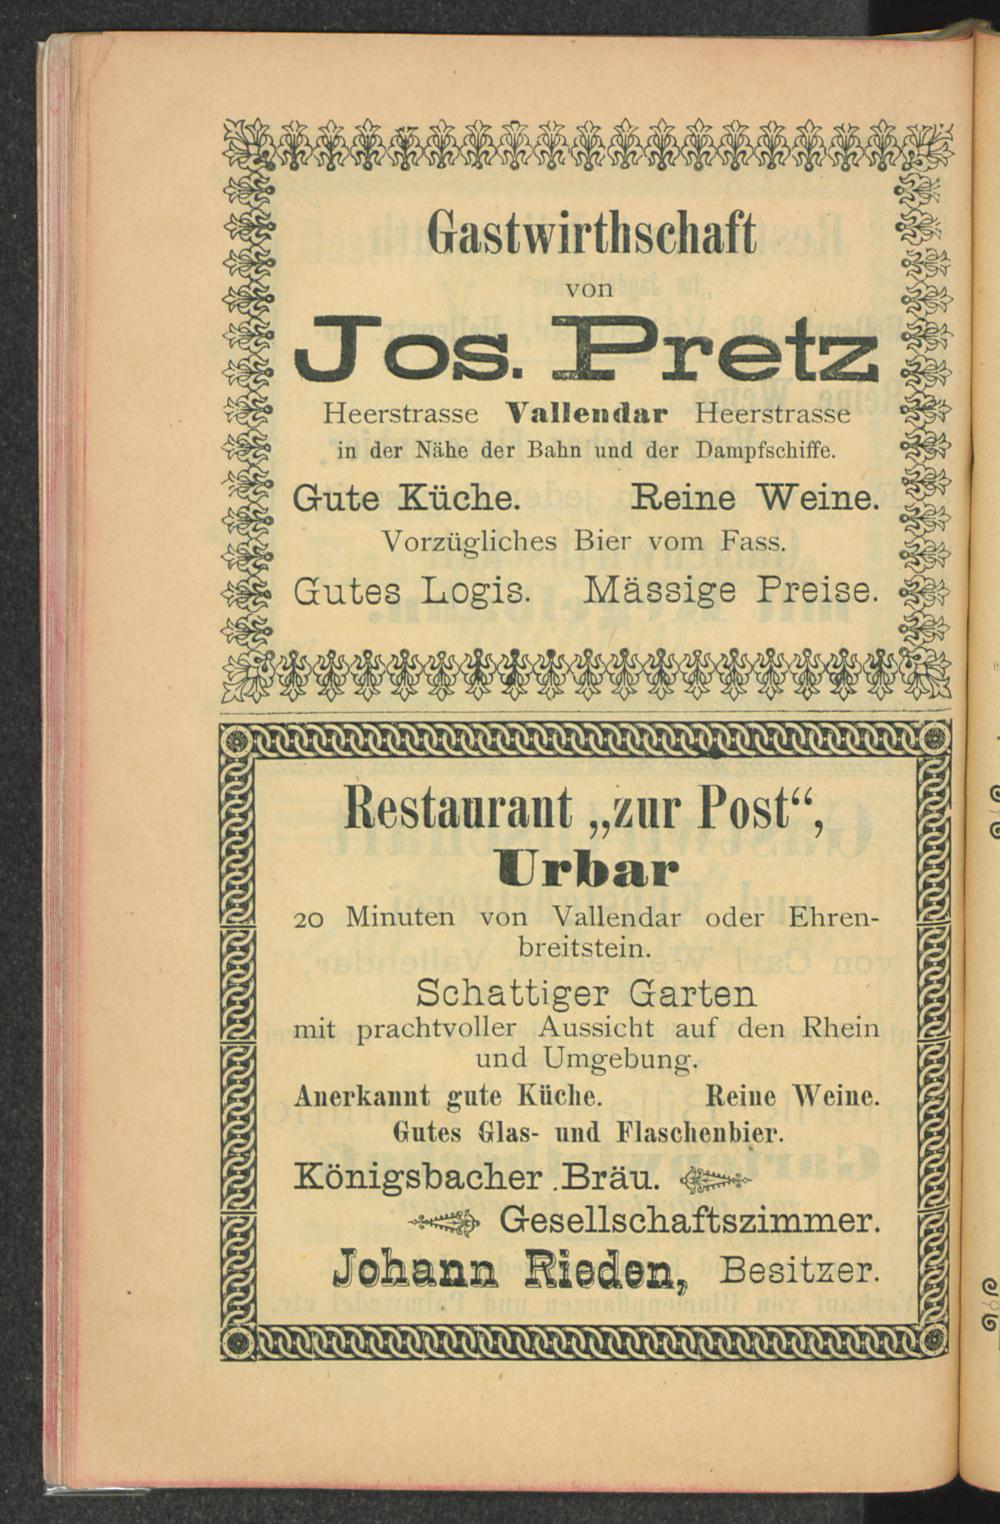 Gastwirthschaft
von
Jos. Pretz
Heerstrasse Vallendar Heerstrasse
in der Nähe der Bahn und der Dampfschiffe.
Gute Küche. Reine Weine.
Vorzügliches Bier vom Fass.
Gutes Logis. Mässige Preise.
Restaurant „zur Post“,
Urbar
20 Minuten von Vallendar oder Ehren-
breitstein.
Schattiger Garten
mit prachtvoller Aussicht auf den Rhein
und Umgebung.
Anerkannt gute Küche. Reine Weine.
Gutes Glas- und Flaschenbier.
Königsbacher Bräu.
Gesellschaftszimmer.
Johann Rieden, Besitzer.